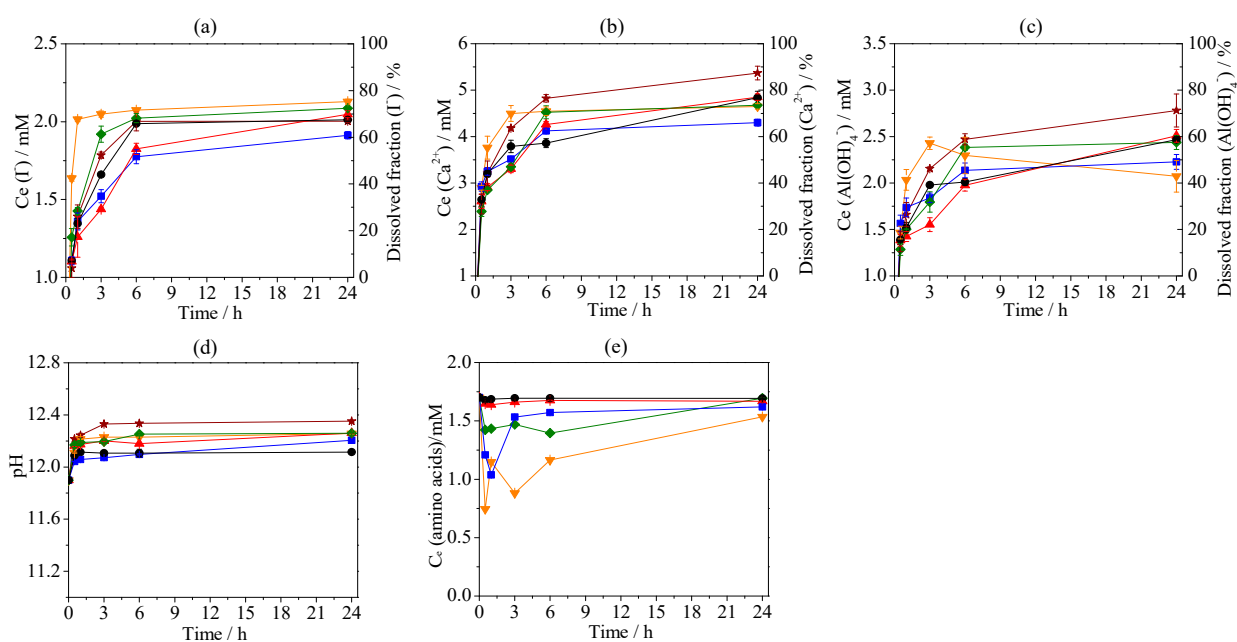 (a)
2.5
2.0
1.5
1.0
Ce (I⁻) / mM
100
80
60
40
20
0
Dissolved fraction (I⁻) / %
0 3 6 9 12 15 18 21 24
Time / h
(b)
6
5
4
3
2
1
Ce (Ca²⁺) / mM
100
80
60
40
20
0
Dissolved fraction (Ca²⁺) / %
0 3 6 9 12 15 18 21 24
Time / h
(c)
3.5
3.0
2.5
2.0
1.5
1.0
Ce (Al(OH)₄⁻) / mM
100
80
60
40
20
0
Dissolved fraction (Al(OH)₄⁻) / %
0 3 6 9 12 15 18 21 24
Time / h
(d)
12.8
12.4
12.0
11.6
11.2
pH
0 3 6 9 12 15 18 21 24
Time / h
(e)
2.0
1.5
1.0
0.5
0.0
Cₑ (amino acids)/mM
0 3 6 9 12 15 18 21 24
Time / h